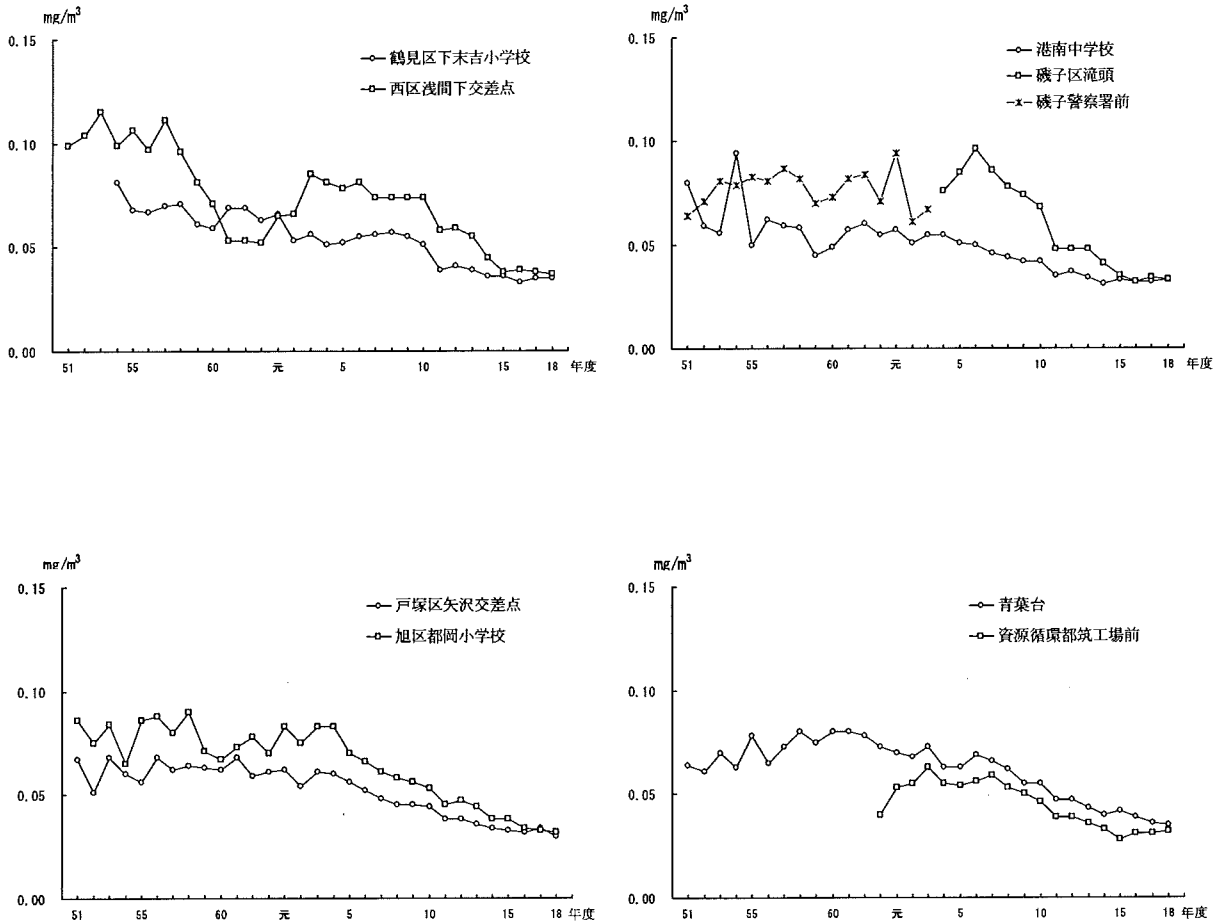 mg/m³
0.15
0.10
0.05
0.00
鶴見区下末吉小学校
西区浅間下交差点
51 55 60 元 5 10 15 18 年度
mg/m³
0.15
0.10
0.05
0.00
港南中学校
磯子区滝頭
磯子警察署前
51 55 60 元 5 10 15 18 年度
mg/m³
0.15
0.10
0.05
0.00
戸塚区矢沢交差点
旭区都岡小学校
51 55 60 元 5 10 15 18 年度
mg/m³
0.15
0.10
0.05
0.00
青葉台
資源循環都筑工場前
51 55 60 元 5 10 15 18 年度